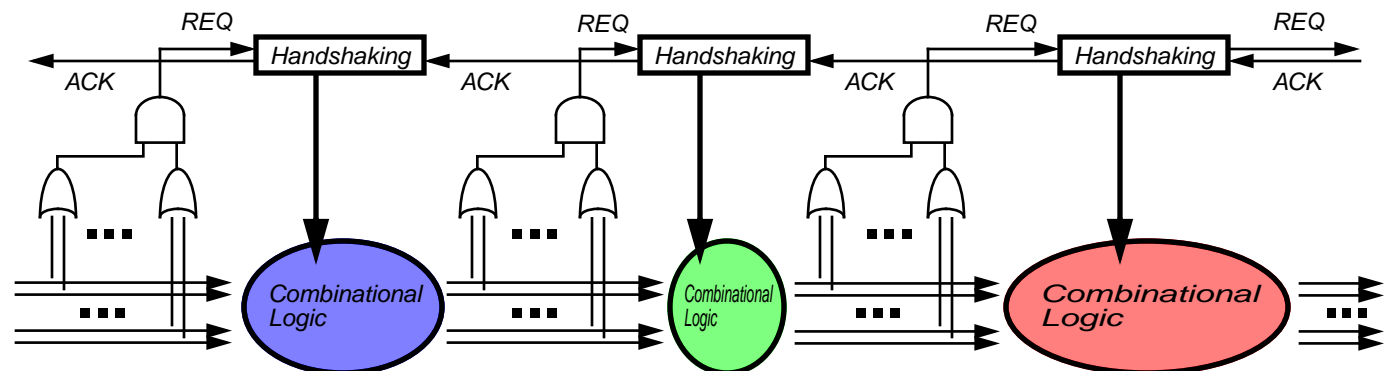 REQ
REQ
REQ
REQ
Handshaking
Handshaking
Handshaking
ACK
ACK
ACK
ACK
Combinational
Logic
Combinational
Logic
Combinational
Logic